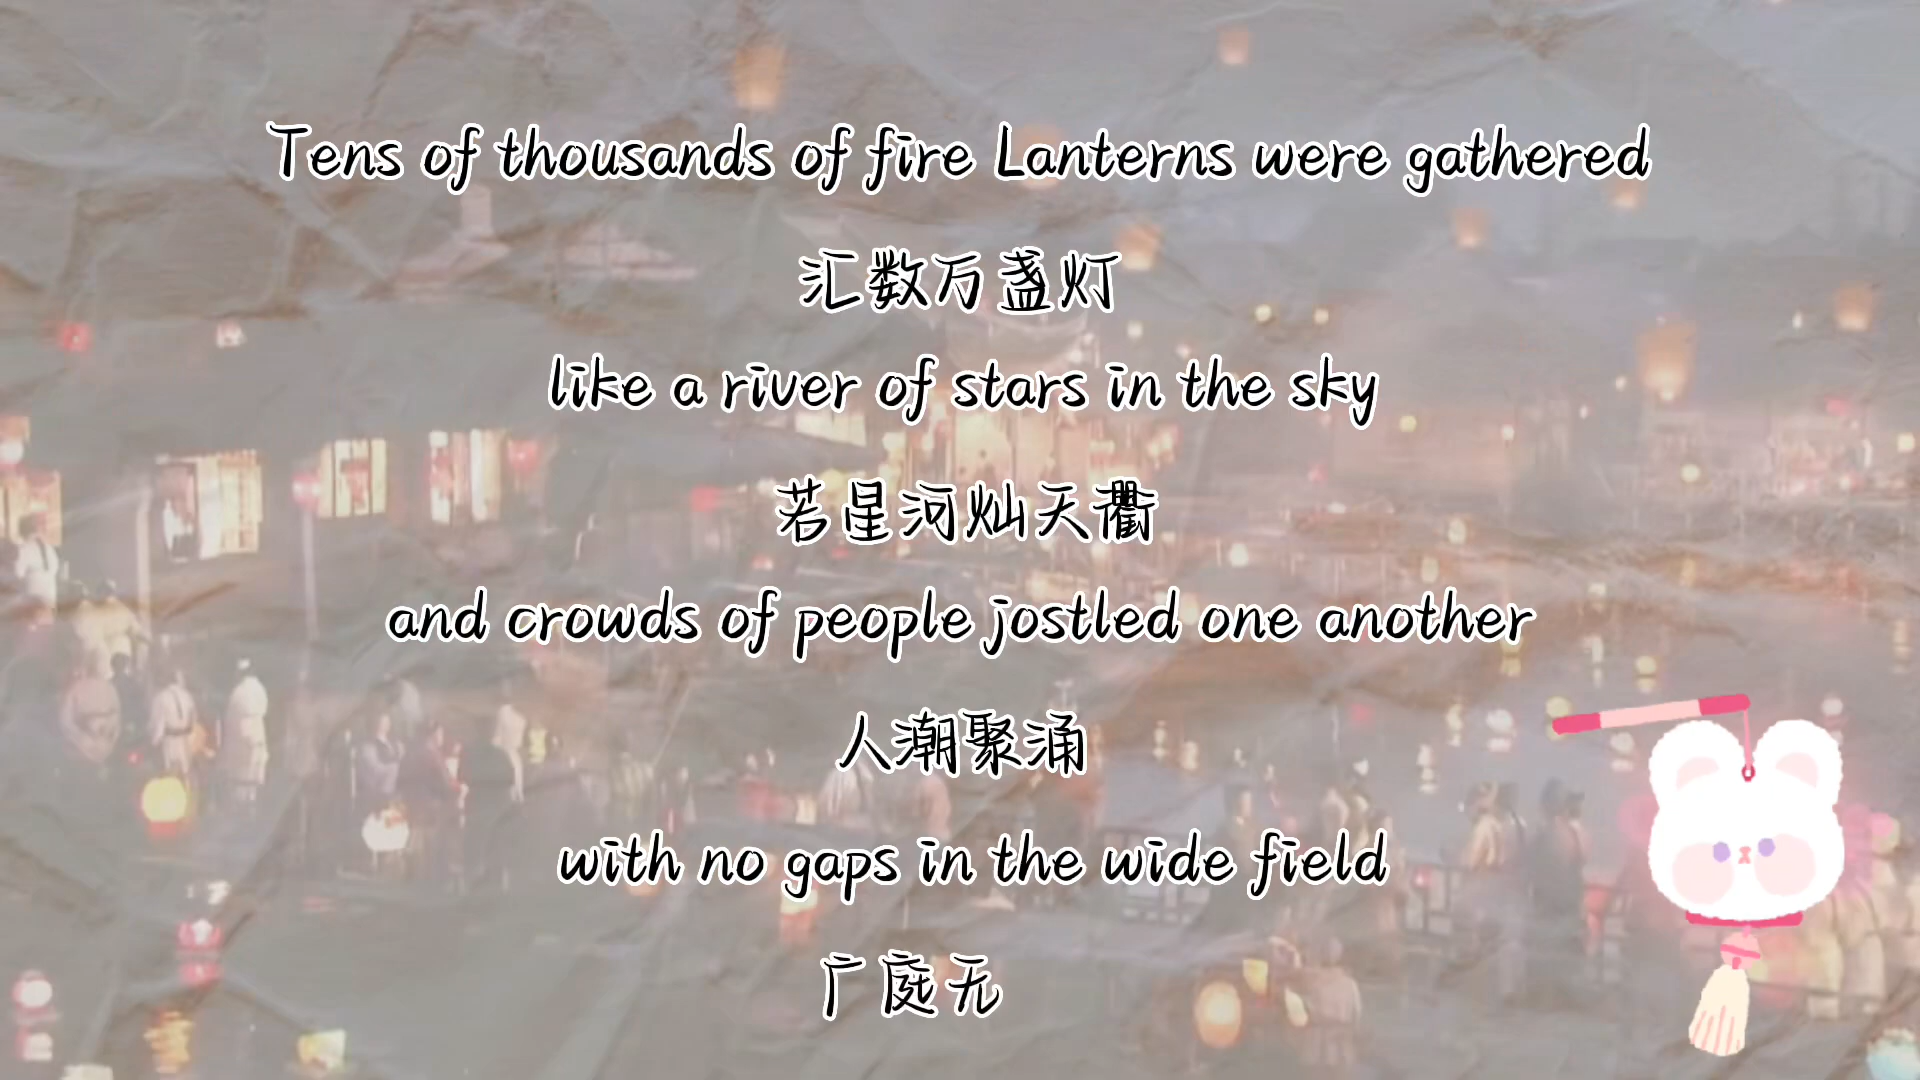 Tens of thousands of fire Lanterns were gathered
汇数万盏灯
like a river of stars in the sky
若星河灿天衢
and crowds of people jostled one another
人潮聚涌
with no gaps in the wide field
广庭无